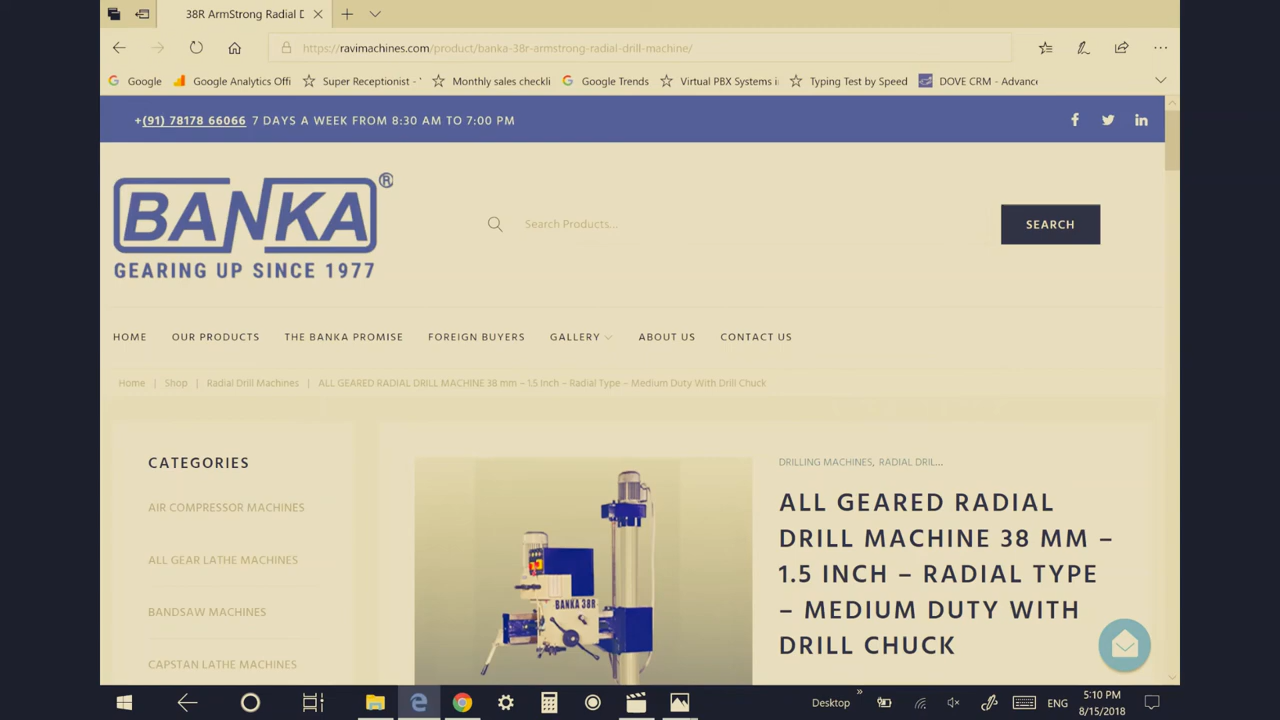 38R ArmStrong Radial D
https://ravimachines.com/product/banka-38r-armstrong-radial-drill-machine/
Google
Google Analytics Offi
Super Receptionist - '
Monthly sales checkli
Google Trends
Virtual PBX Systems i
Typing Test by Speed
DOVE CRM - Advance
+(91) 78178 66066 7 DAYS A WEEK FROM 8:30 AM TO 7:00 PM
BANKA®
GEARING UP SINCE 1977
Search Products...
SEARCH
HOME
OUR PRODUCTS
THE BANKA PROMISE
FOREIGN BUYERS
GALLERY
ABOUT US
CONTACT US
Home | Shop | Radial Drill Machines | ALL GEARED RADIAL DRILL MACHINE 38 mm – 1.5 Inch – Radial Type – Medium Duty With Drill Chuck
CATEGORIES
AIR COMPRESSOR MACHINES
ALL GEAR LATHE MACHINES
BANDSAW MACHINES
CAPSTAN LATHE MACHINES
BANKA 38R
DRILLING MACHINES, RADIAL DRIL...
ALL GEARED RADIAL
DRILL MACHINE 38 MM –
1.5 INCH – RADIAL TYPE
– MEDIUM DUTY WITH
DRILL CHUCK
Desktop
ENG
5:10 PM
8/15/2018